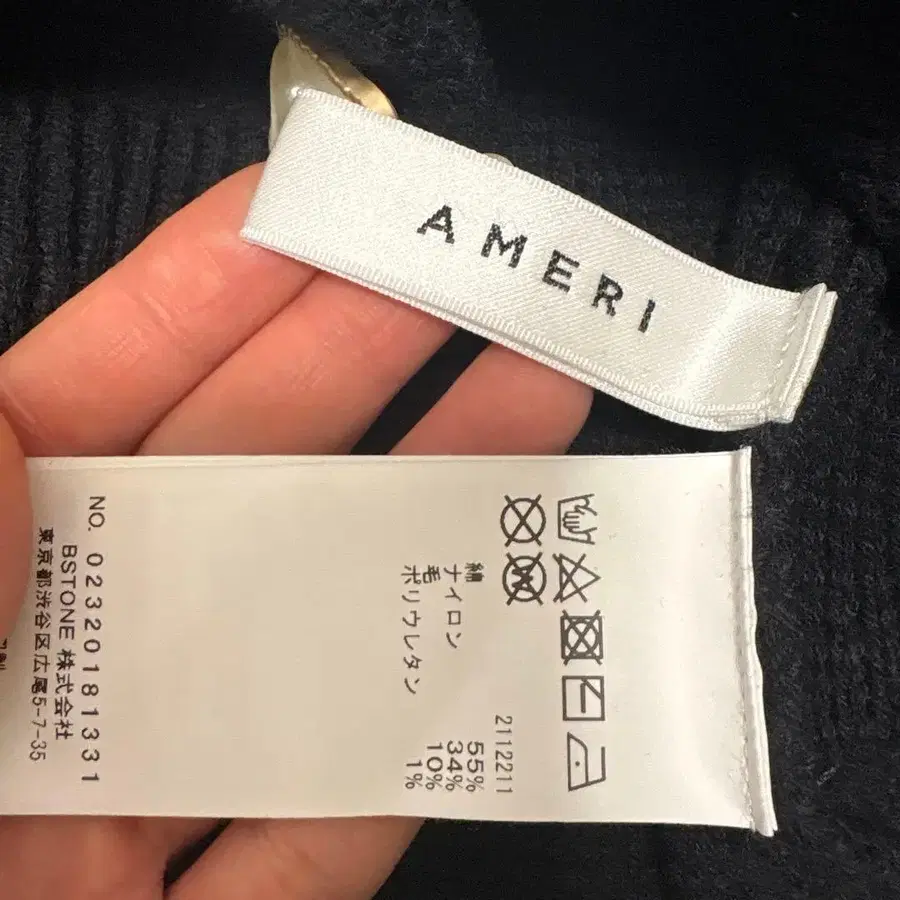 AMERI
2112211
綿 55%
ナイロン 34%
毛 10%
ポリウレタン 1%
NO. 02320181331
BSTONE 株式会社
東京都渋谷区広尾5-7-35